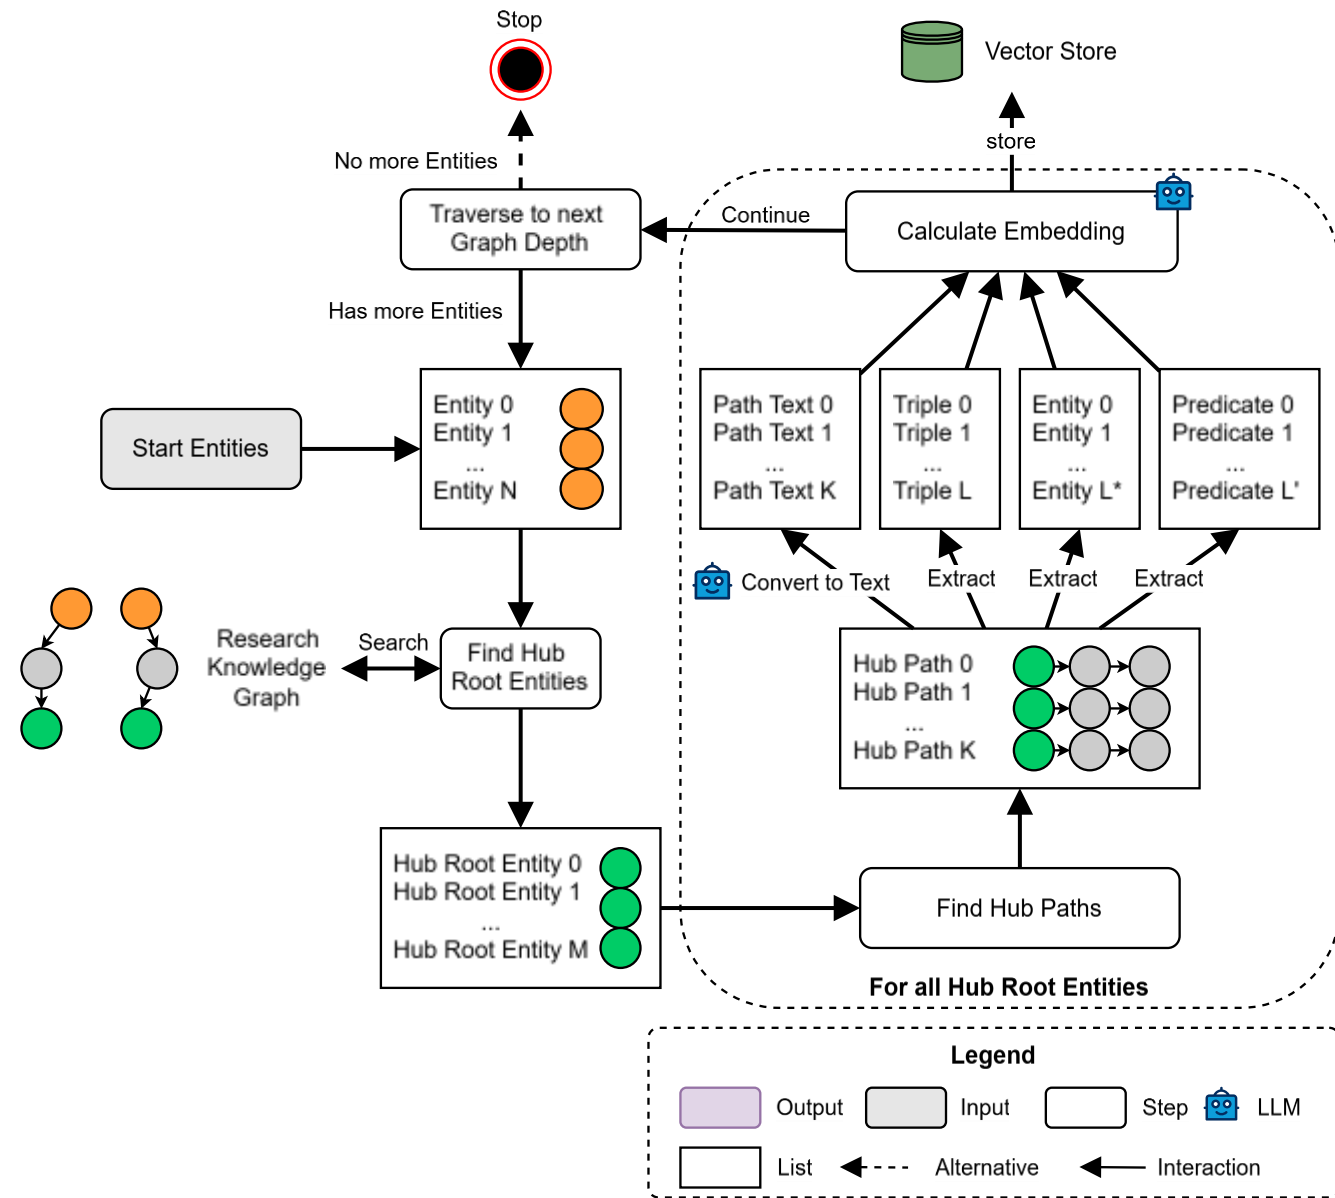 Stop
Vector Store
store
No more Entities
Traverse to next
Graph Depth
Continue
Calculate Embedding
Has more Entities
Start Entities
Entity 0
Entity 1
...
Entity N
Path Text 0
Path Text 1
...
Path Text K
Triple 0
Triple 1
...
Triple L
Entity 0
Entity 1
...
Entity L*
Predicate 0
Predicate 1
...
Predicate L'
Convert to Text
Extract
Extract
Extract
Research
Knowledge
Graph
Search
Find Hub
Root Entities
Hub Path 0
Hub Path 1
...
Hub Path K
Hub Root Entity 0
Hub Root Entity 1
...
Hub Root Entity M
Find Hub Paths
For all Hub Root Entities
Legend
Output
Input
Step
LLM
List
Alternative
Interaction